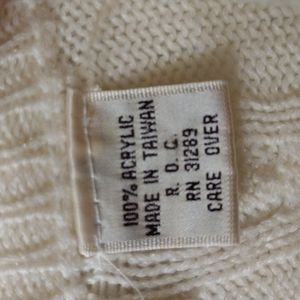 100% ACRYLIC
MADE IN TAIWAN
R. O. C.
RN 31289
CARE OVER